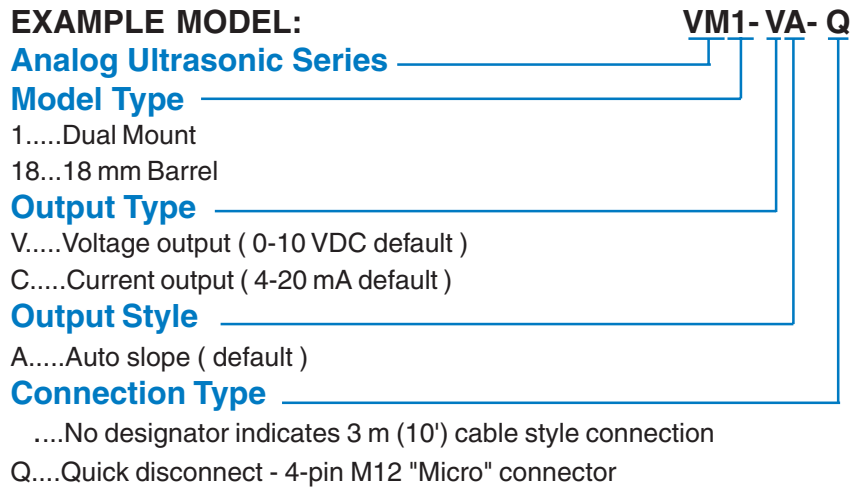 EXAMPLE MODEL: VM1- VA- Q
Analog Ultrasonic Series
Model Type
1.....Dual Mount
18...18 mm Barrel
Output Type
V.....Voltage output ( 0-10 VDC default )
C.....Current output ( 4-20 mA default )
Output Style
A.....Auto slope ( default )
Connection Type
....No designator indicates 3 m (10') cable style connection
Q....Quick disconnect - 4-pin M12 "Micro" connector